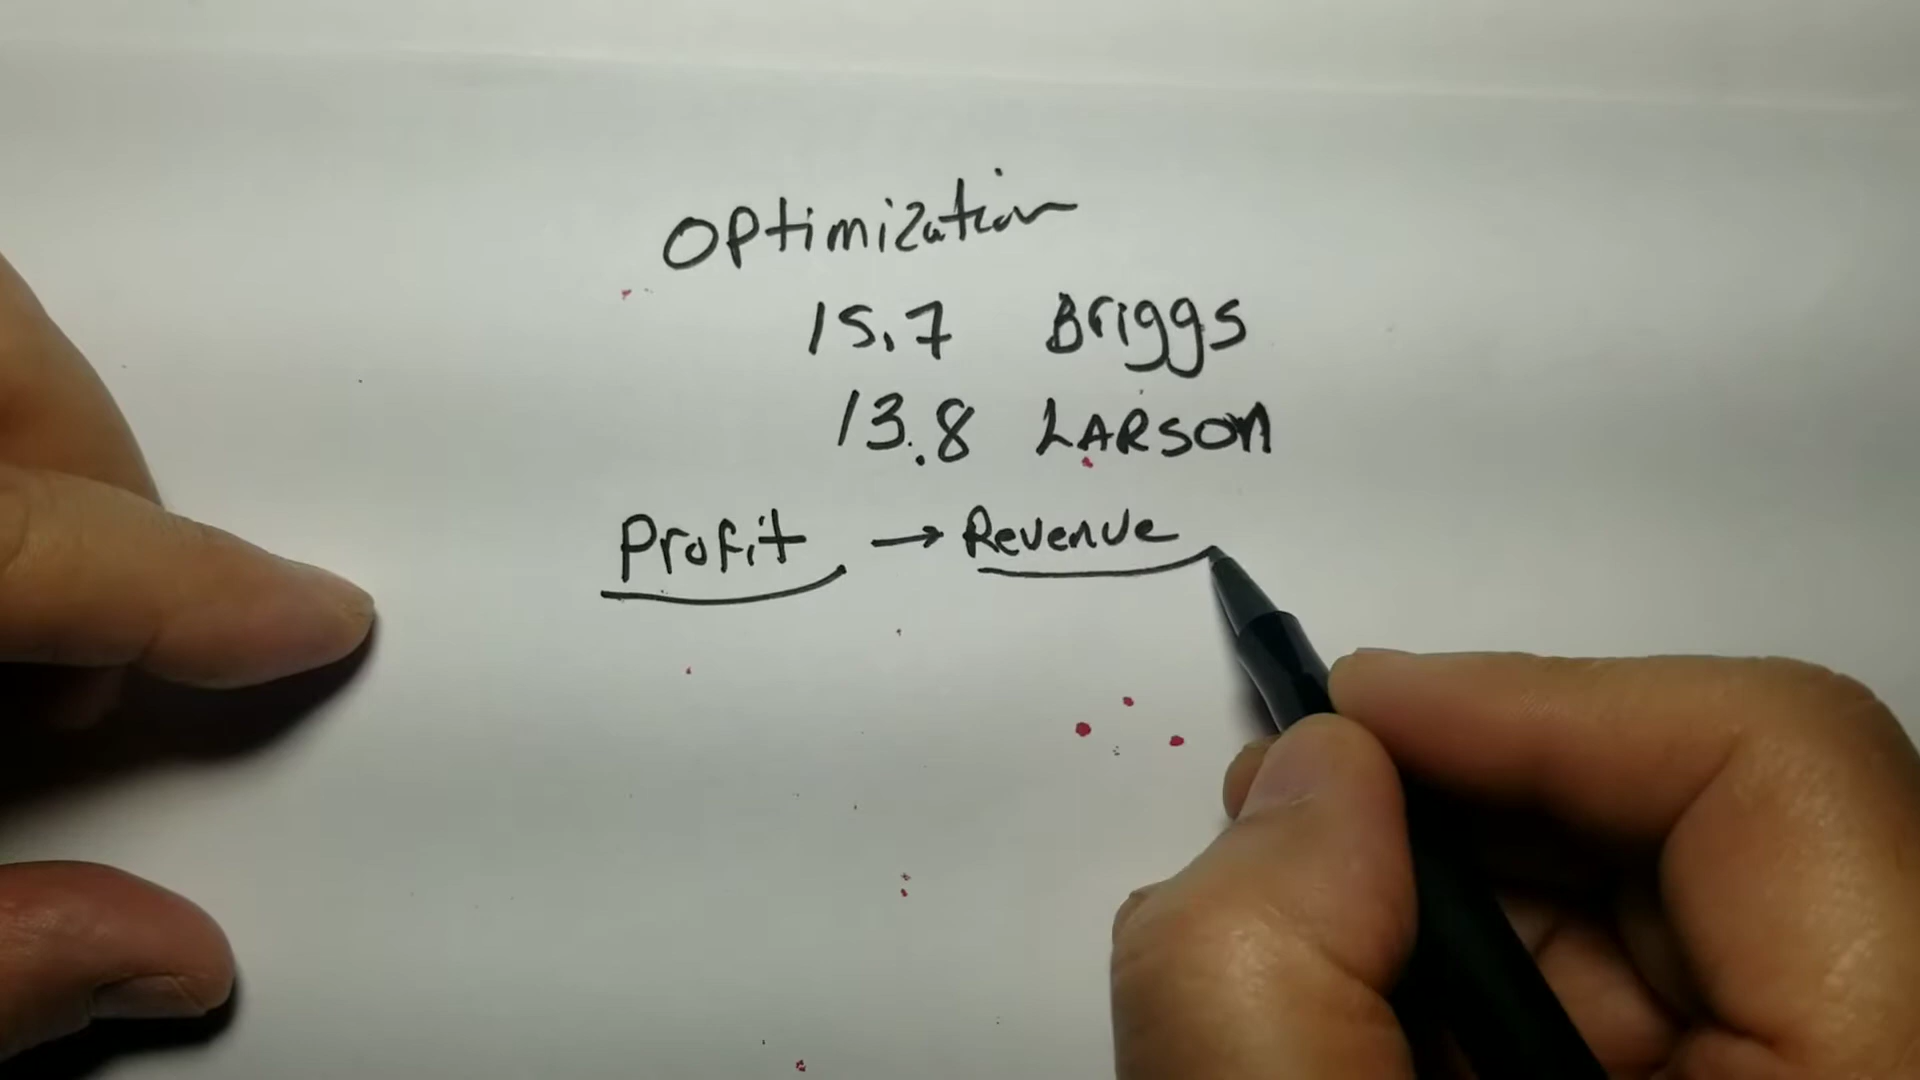 Optimization
15.7 Briggs
13.8 LARSON
Profit → Revenue